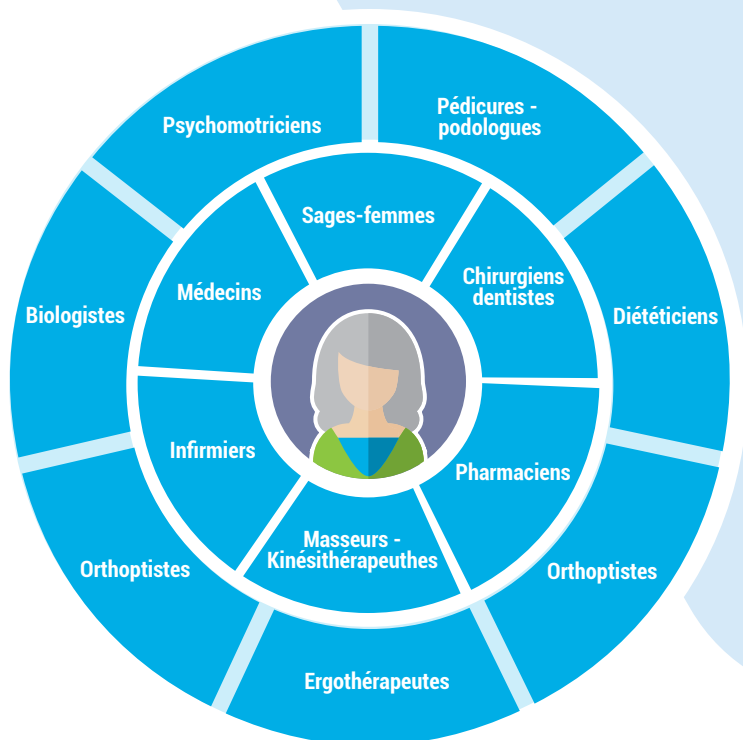 Psychomotriciens
Pédicures -
podologues
Sages-femmes
Médecins
Chirurgiens
dentistes
Biologistes
Diététiciens
Infirmiers
Pharmaciens
Masseurs -
Kinésithérapeuthes
Orthoptistes
Orthoptistes
Ergothérapeutes